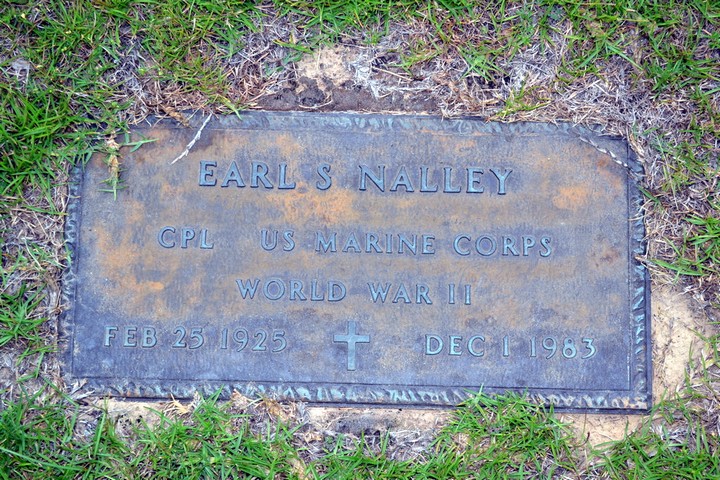 EARL S NALLEY
CPL US MARINE CORPS
WORLD WAR II
FEB 25 1925 DEC 1 1983